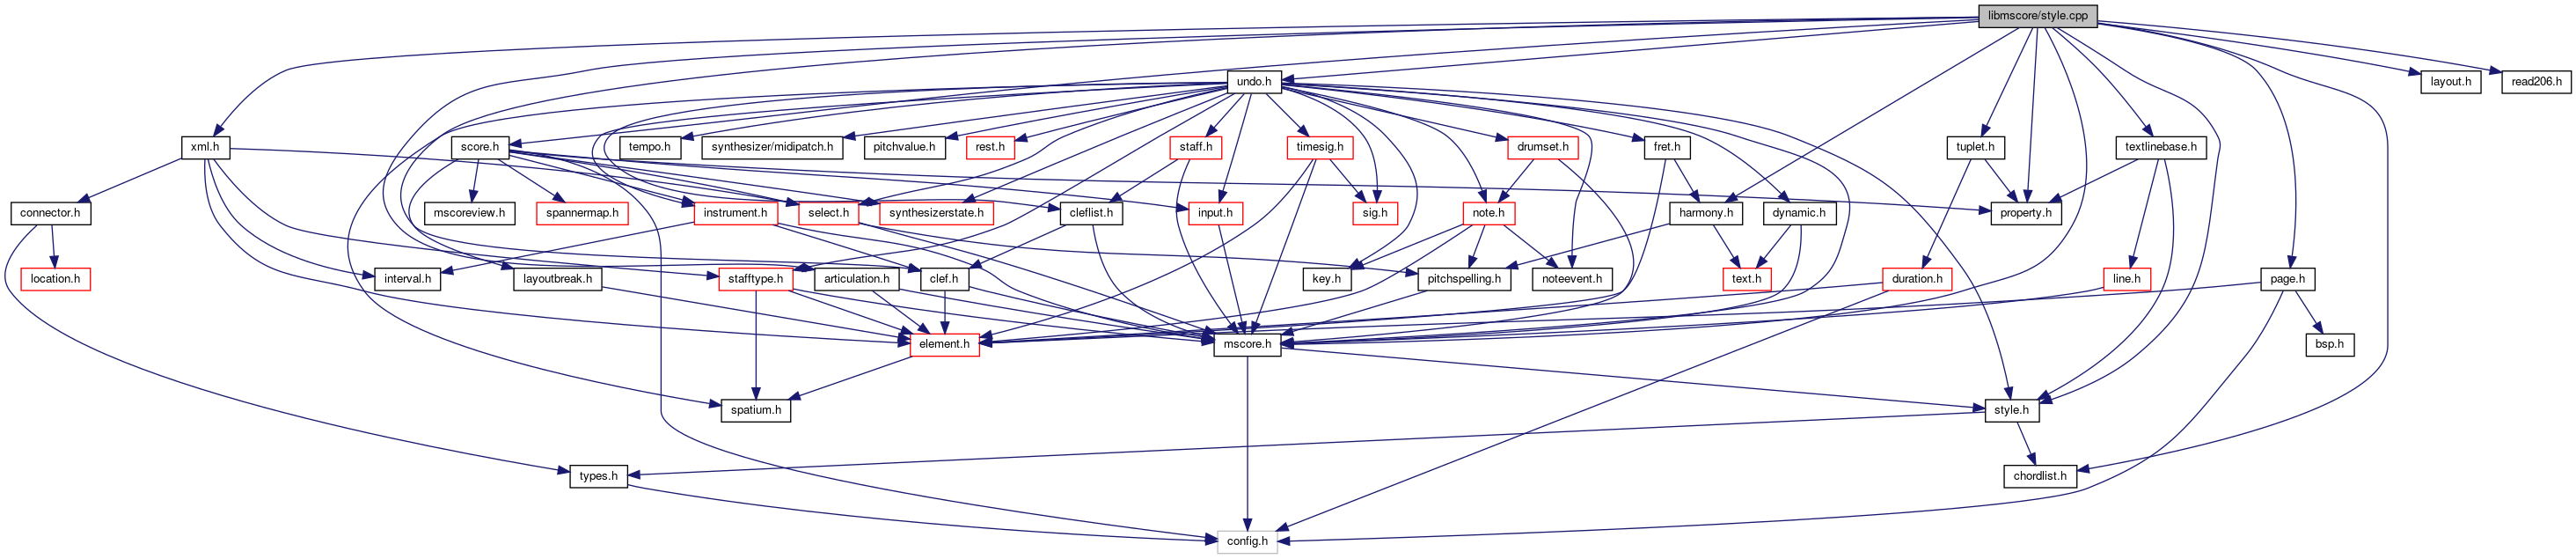 libmscore/style.cpp
undo.h
layout.h
read206.h
xml.h
score.h
tempo.h
synthesizer/midipatch.h
pitchvalue.h
rest.h
staff.h
timesig.h
drumset.h
fret.h
tuplet.h
textlinebase.h
connector.h
mscoreview.h
spannermap.h
instrument.h
select.h
synthesizerstate.h
cleflist.h
input.h
sig.h
note.h
harmony.h
dynamic.h
property.h
location.h
interval.h
layoutbreak.h
stafftype.h
articulation.h
clef.h
key.h
pitchspelling.h
noteevent.h
text.h
duration.h
line.h
page.h
element.h
mscore.h
bsp.h
spatium.h
style.h
types.h
chordlist.h
config.h